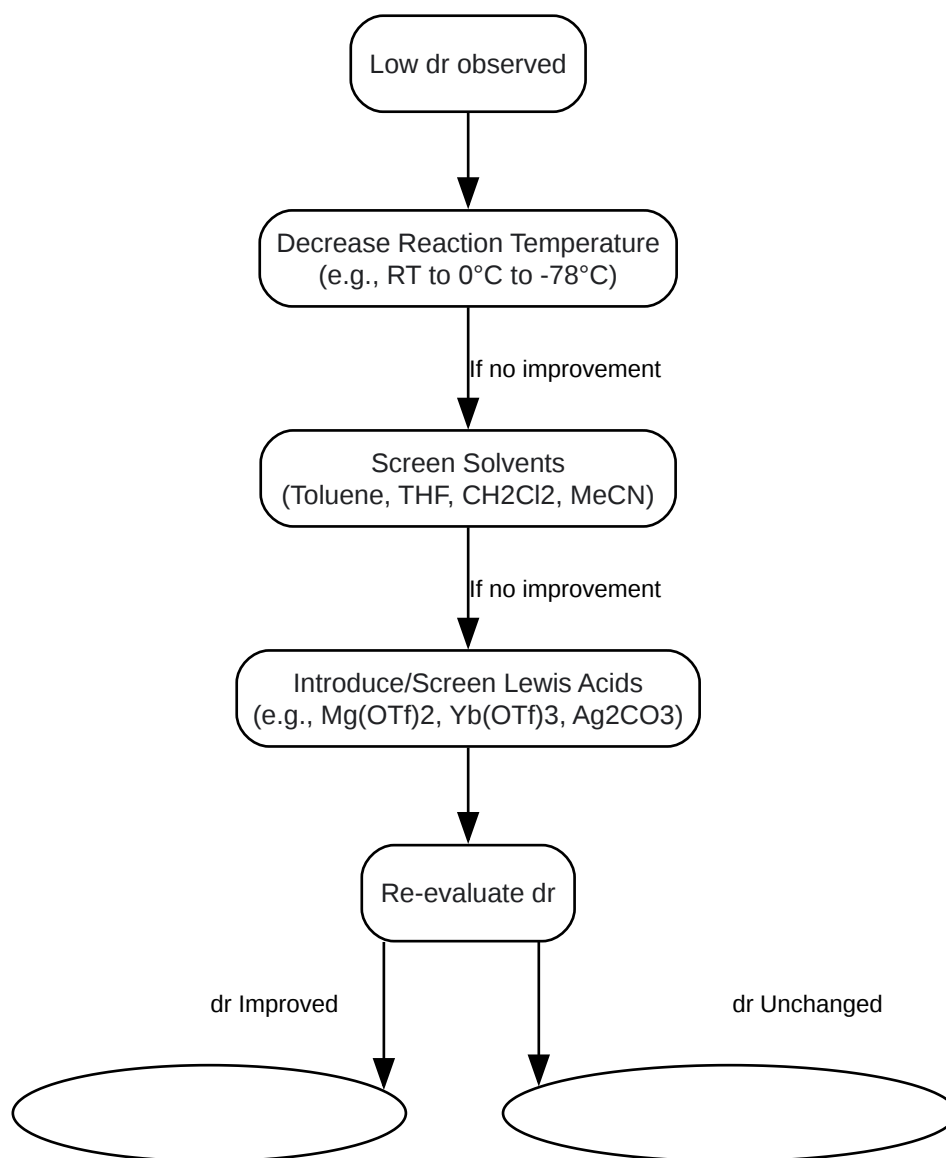 Low dr observed
Decrease Reaction Temperature
(e.g., RT to 0°C to -78°C)
If no improvement
Screen Solvents
(Toluene, THF, CH2Cl2, MeCN)
If no improvement
Introduce/Screen Lewis Acids
(e.g., Mg(OTf)2, Yb(OTf)3, Ag2CO3)
Re-evaluate dr
dr Improved
dr Unchanged